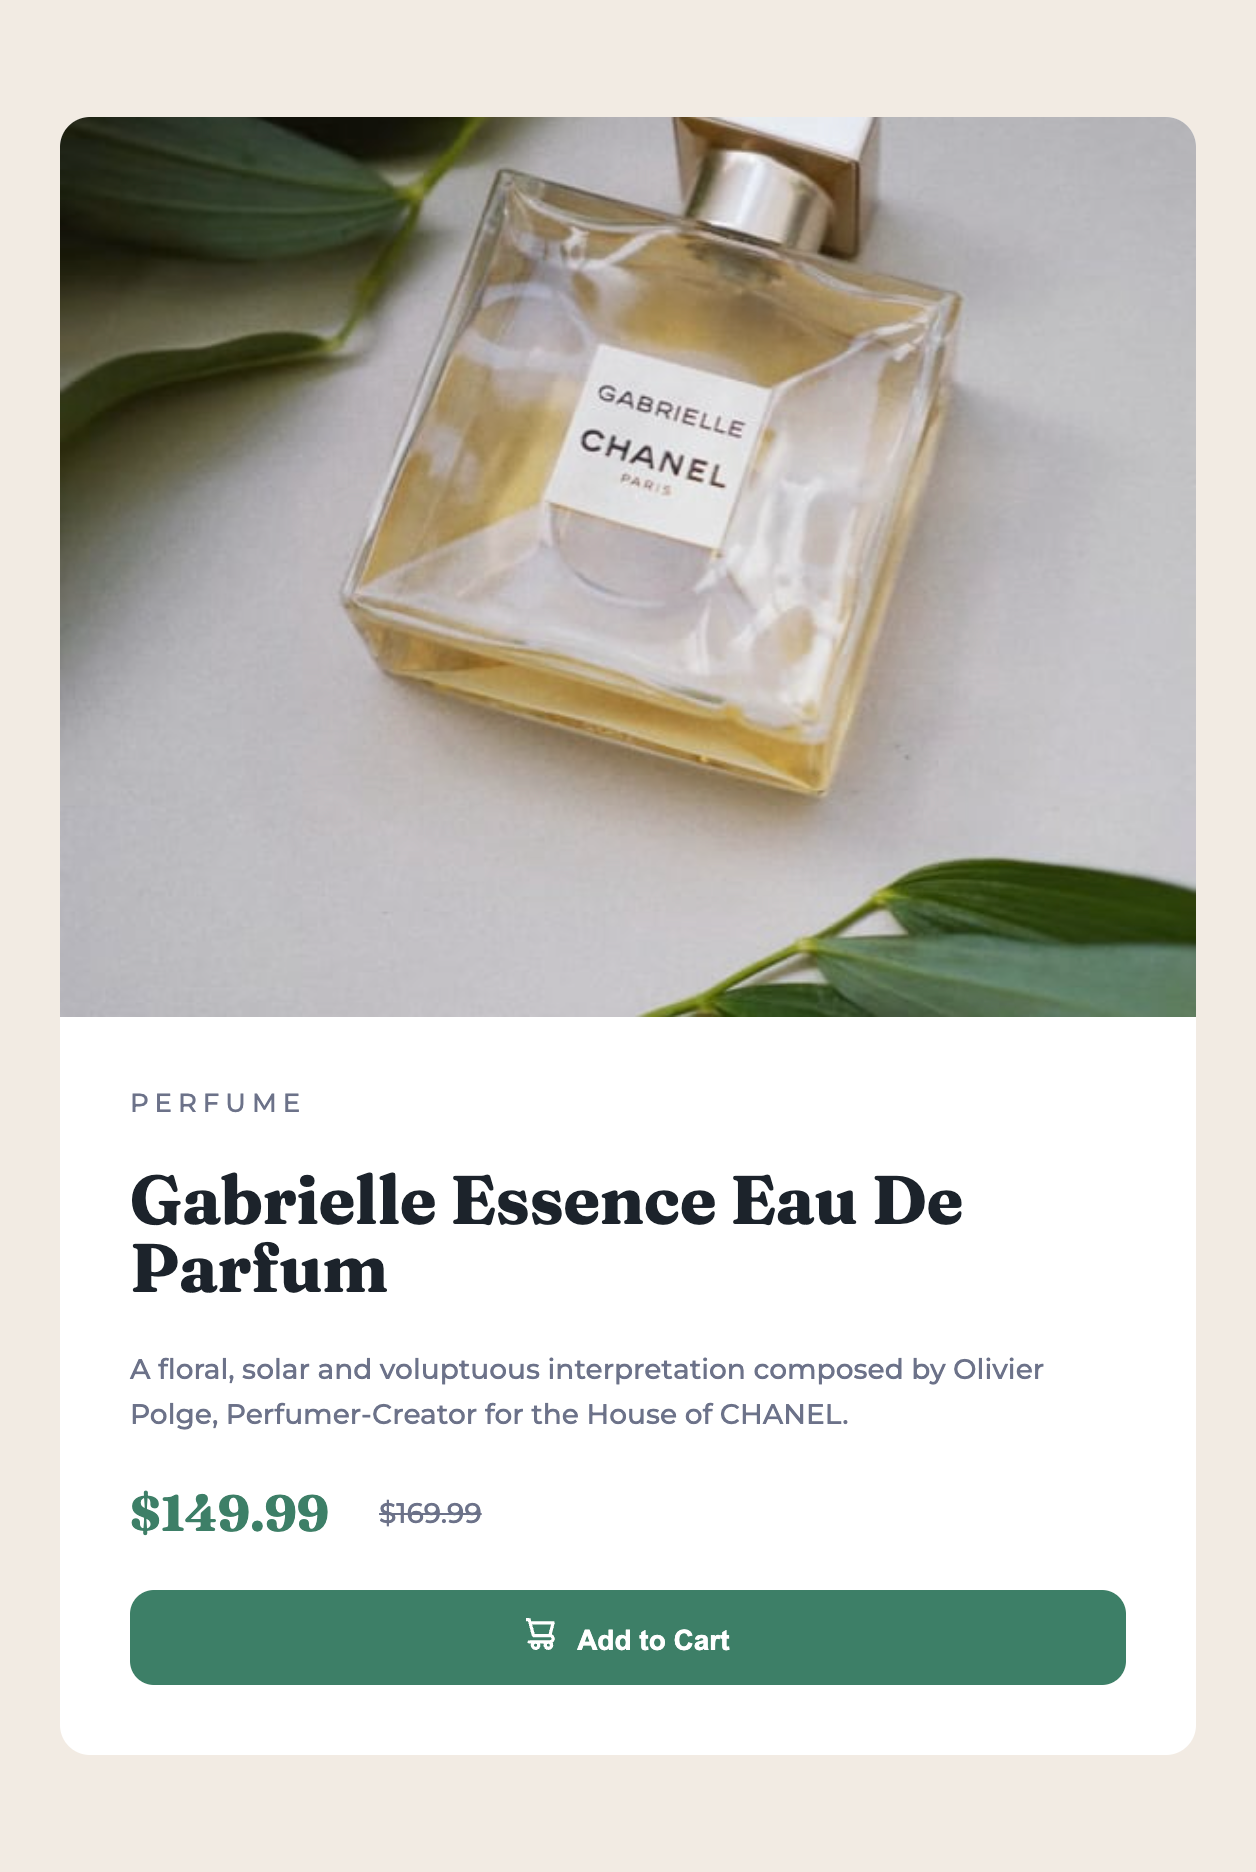 GABRIELLE
CHANEL
PARIS
PERFUME
Gabrielle Essence Eau De
Parfum
A floral, solar and voluptuous interpretation composed by Olivier
Polge, Perfumer-Creator for the House of CHANEL.
$149.99 $169.99
Add to Cart